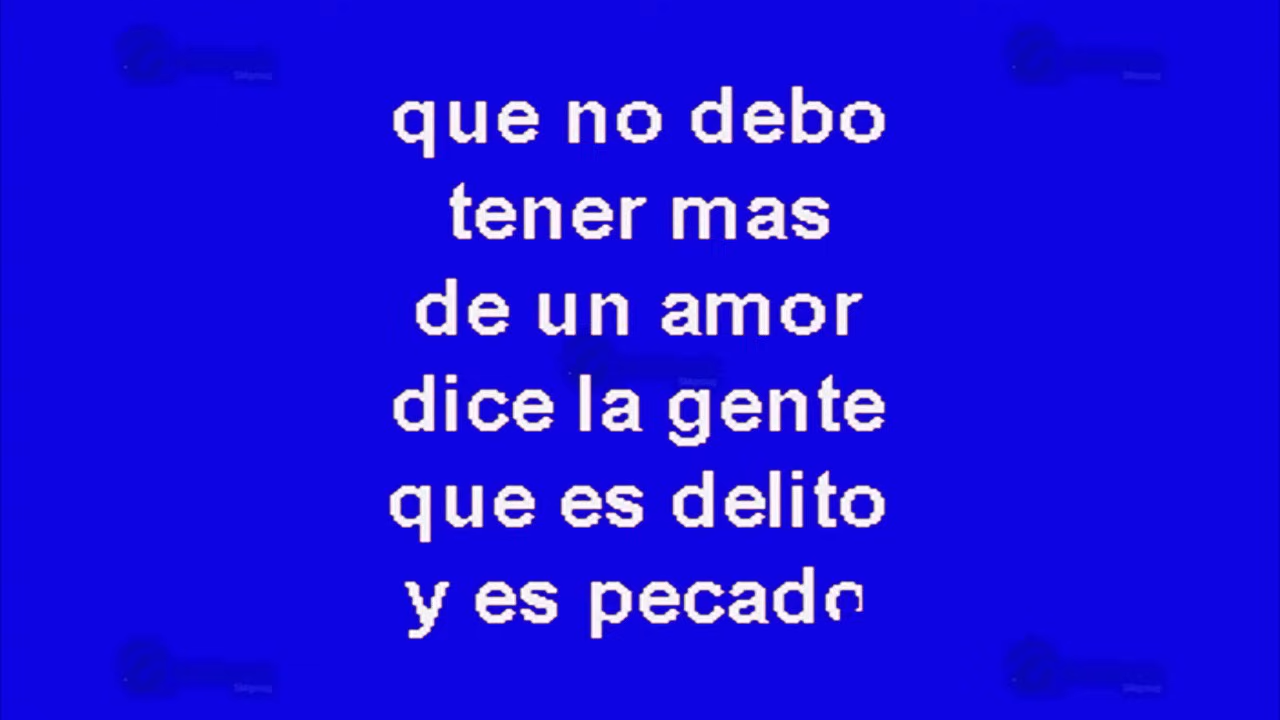 que no debo
tener mas
de un amor
dice la gente
que es delito
y es pecado